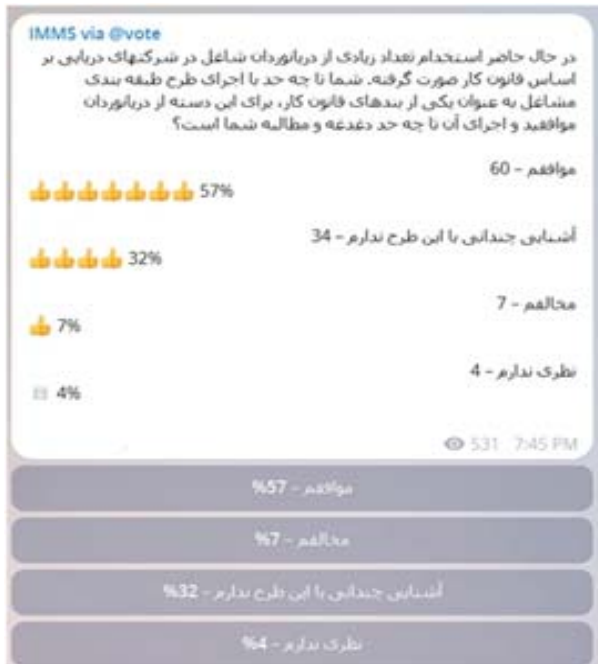 IMMS via @vote
در حال حاضر استخدام تعداد زیادی از دریانوردان شاغل در شرکتهای دریایی بر
اساس قانون کار صورت گرفته. شما تا چه حد با اجرای طرح طبقه بندی
مشاغل به عنوان یکی از بندهای قانون کار، برای این دسته از دریانوردان
موافقید و اجرای آن تا چه حد دغدغه و مطالبه شما است؟
موافقم – 60
👍👍👍👍👍👍👍 57%
آشنایی چندانی با این طرح ندارم – 34
👍👍👍👍 32%
مخالفم – 7
👍 7%
نظری ندارم – 4
4%
531 7:45 PM
موافقم – 57%
مخالفم – 7%
آشنایی چندانی با این طرح ندارم – 32%
نظری ندارم – 4%